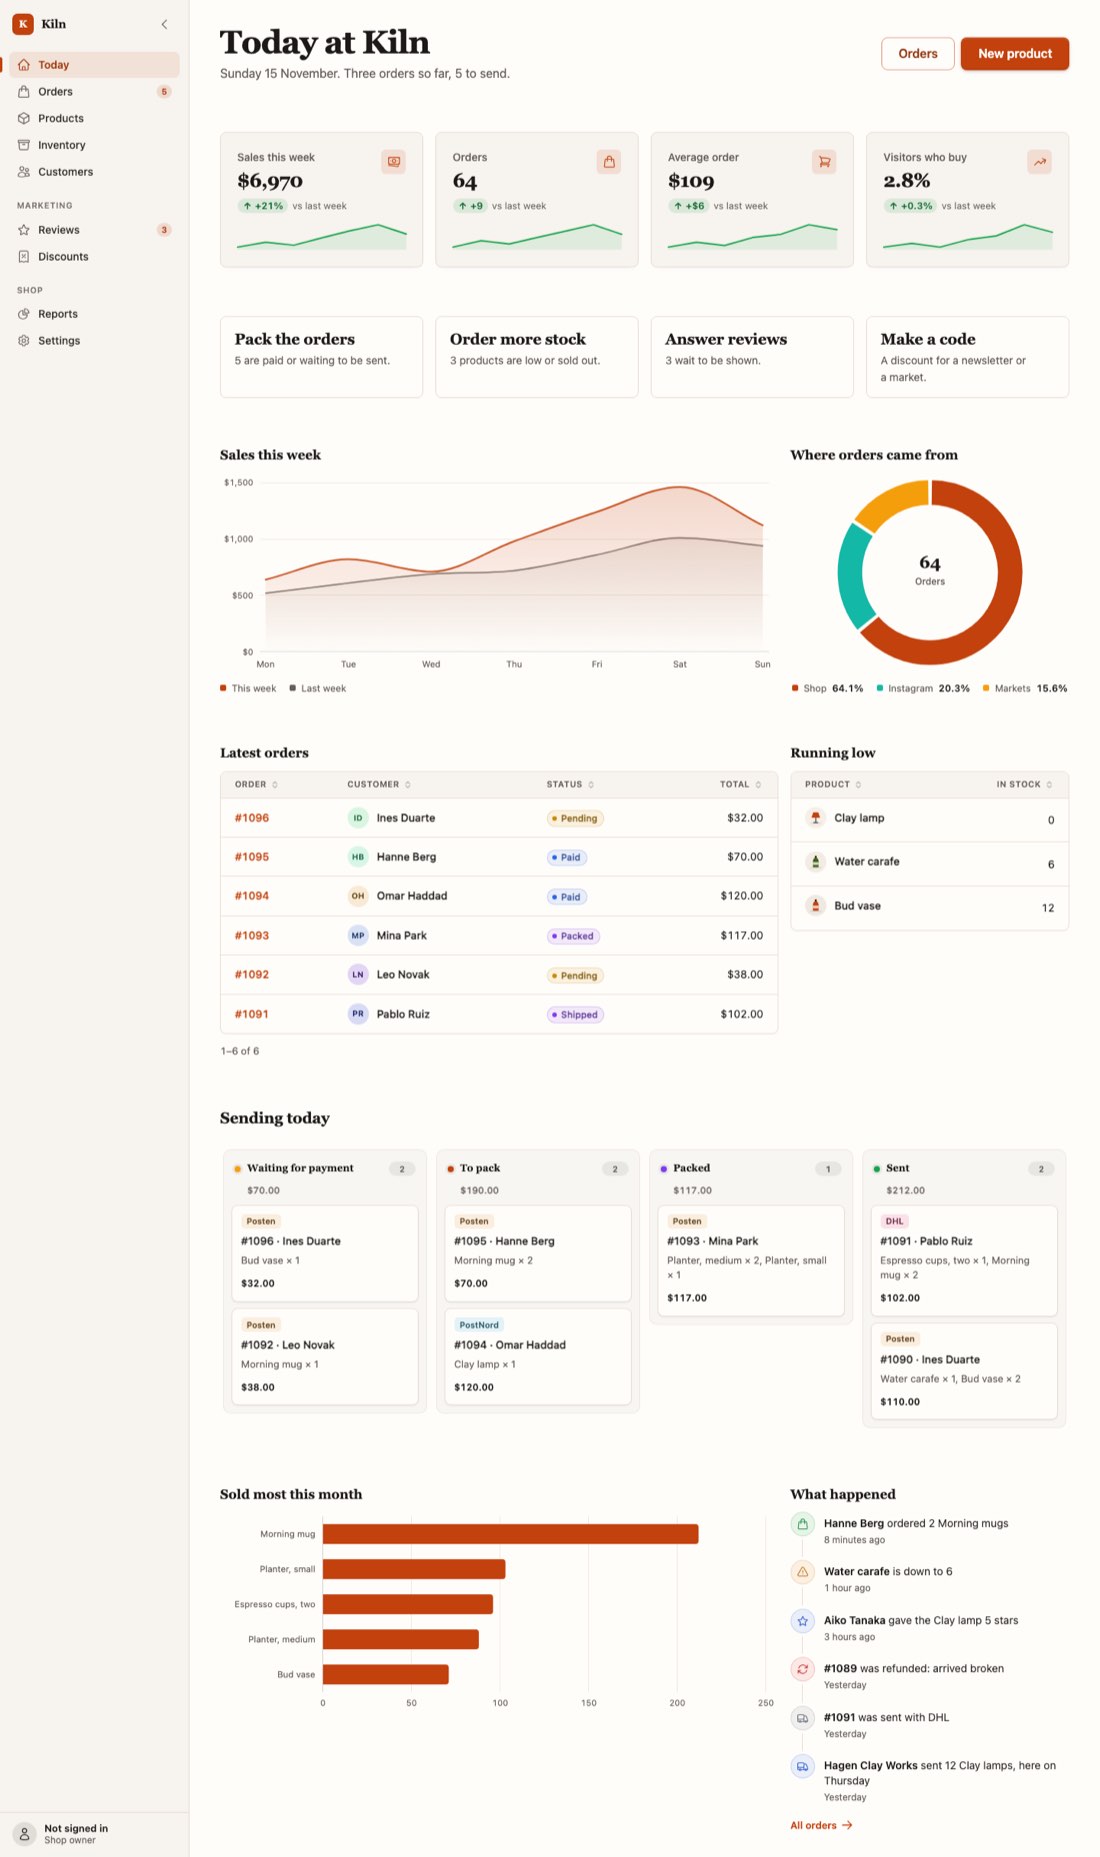 K Kiln
Today
Orders 5
Products
Inventory
Customers
MARKETING
Reviews 3
Discounts
SHOP
Reports
Settings
Not signed in
Shop owner
Today at Kiln
Sunday 15 November. Three orders so far, 5 to send.
Orders
New product
Sales this week
$6,970
+21% vs last week
Orders
64
+9 vs last week
Average order
$109
+$6 vs last week
Visitors who buy
2.8%
+0.3% vs last week
Pack the orders
5 are paid or waiting to be sent.
Order more stock
3 products are low or sold out.
Answer reviews
3 wait to be shown.
Make a code
A discount for a newsletter or
a market.
Sales this week
$1,500
$1,000
$500
$0
Mon Tue Wed Thu Fri Sat Sun
This week Last week
Where orders came from
64
Orders
Shop 64.1% Instagram 20.3% Markets 15.6%
Latest orders
ORDER CUSTOMER STATUS TOTAL
#1096 ID Ines Duarte Pending $32.00
#1095 HB Hanne Berg Paid $70.00
#1094 OH Omar Haddad Paid $120.00
#1093 MP Mina Park Packed $117.00
#1092 LN Leo Novak Pending $38.00
#1091 PR Pablo Ruiz Shipped $102.00
1–6 of 6
Running low
PRODUCT IN STOCK
Clay lamp 0
Water carafe 6
Bud vase 12
Sending today
Waiting for payment 2
$70.00
Posten
#1096 · Ines Duarte
Bud vase × 1
$32.00
Posten
#1092 · Leo Novak
Morning mug × 1
$38.00
To pack 2
$190.00
Posten
#1095 · Hanne Berg
Morning mug × 2
$70.00
PostNord
#1094 · Omar Haddad
Clay lamp × 1
$120.00
Packed 1
$117.00
Posten
#1093 · Mina Park
Planter, medium × 2, Planter, small
× 1
$117.00
Sent 2
$212.00
DHL
#1091 · Pablo Ruiz
Espresso cups, two × 1, Morning
mug × 2
$102.00
Posten
#1090 · Ines Duarte
Water carafe × 1, Bud vase × 2
$110.00
Sold most this month
Morning mug
Planter, small
Espresso cups, two
Planter, medium
Bud vase
0 50 100 150 200 250
What happened
Hanne Berg ordered 2 Morning mugs
8 minutes ago
Water carafe is down to 6
1 hour ago
Aiko Tanaka gave the Clay lamp 5 stars
3 hours ago
#1089 was refunded: arrived broken
Yesterday
#1091 was sent with DHL
Yesterday
Hagen Clay Works sent 12 Clay lamps, here on
Thursday
Yesterday
All orders